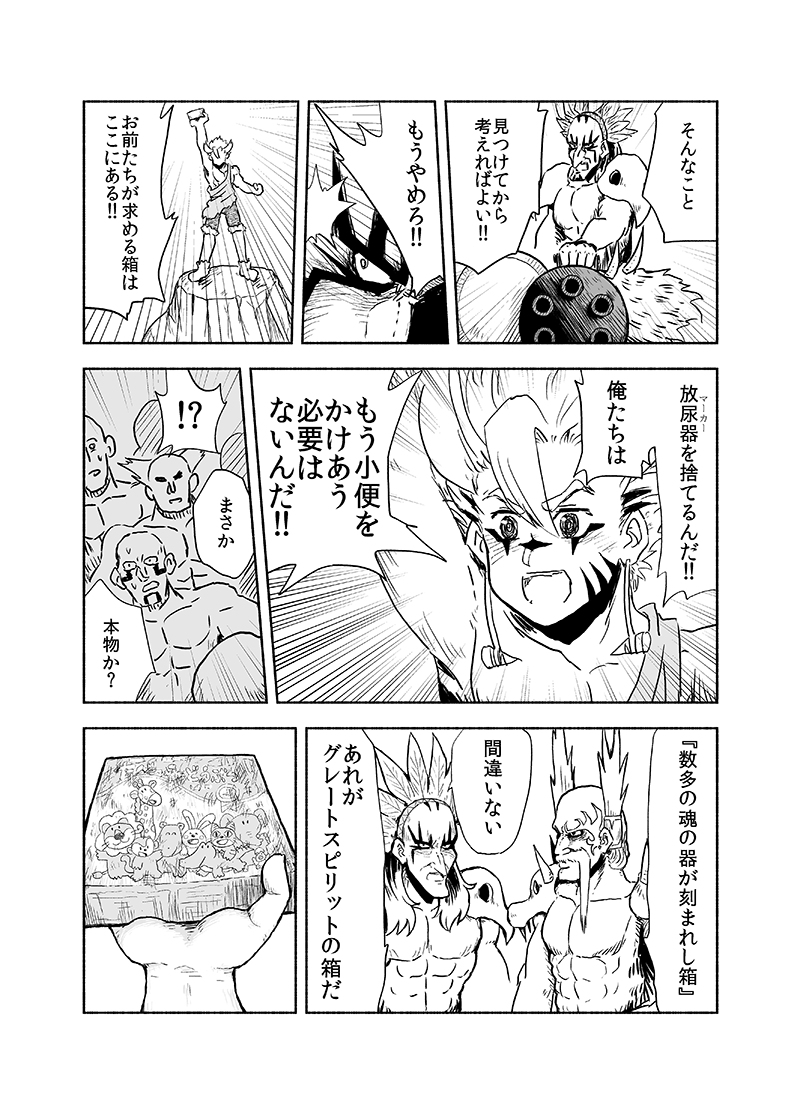 そんなこと
見つけてから
考えればよい!!
もうやめろ!!
お前たちが求める箱は
ここにある!!
放尿器を捨てるんだ!!
マーカー
俺たちは
もう小便を
かけあう
必要は
ないんだ!!
!?
まさか
本物か?
『数多の魂の器が刻まれし箱』
間違いない
あれが
グレートスピリットの箱だ